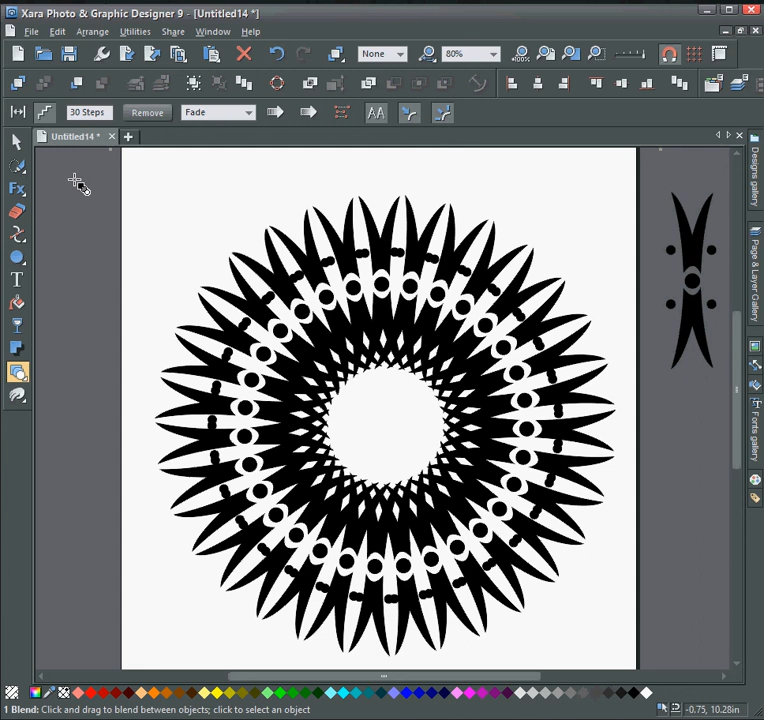 Xara Photo & Graphic Designer 9 - [Untitled14 *]
File Edit Arrange Utilities Share Window Help
None 80%
30 Steps Remove Fade AA
Untitled14 *
Designs gallery
Page & Layer Gallery
Fonts gallery
Fx
T
1 Blend: Click and drag to blend between objects; click to select an object -0.75, 10.28in